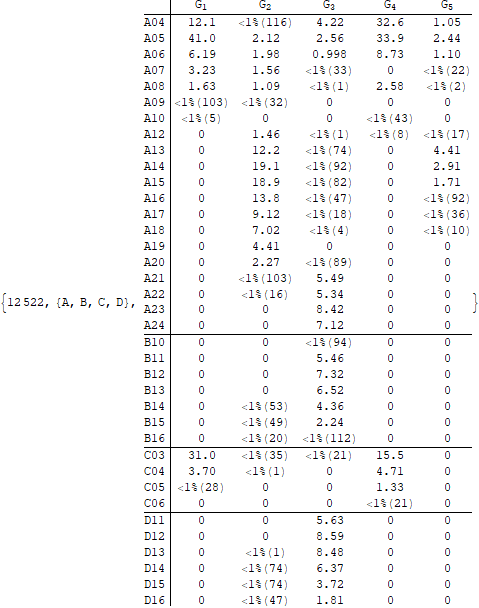 G1 G2 G3 G4 G5
A04 12.1 <1%(116) 4.22 32.6 1.05
A05 41.0 2.12 2.56 33.9 2.44
A06 6.19 1.98 0.998 8.73 1.10
A07 3.23 1.56 <1%(33) 0 <1%(22)
A08 1.63 1.09 <1%(1) 2.58 <1%(2)
A09 <1%(103) <1%(32) 0 0 0
A10 <1%(5) 0 0 <1%(43) 0
A12 0 1.46 <1%(1) <1%(8) <1%(17)
A13 0 12.2 <1%(74) 0 4.41
A14 0 19.1 <1%(92) 0 2.91
A15 0 18.9 <1%(82) 0 1.71
A16 0 13.8 <1%(47) 0 <1%(92)
A17 0 9.12 <1%(18) 0 <1%(36)
A18 0 7.02 <1%(4) 0 <1%(10)
A19 0 4.41 0 0 0
A20 0 2.27 <1%(89) 0 0
A21 0 <1%(103) 5.49 0 0
{12 522, {A, B, C, D}, A22 0 <1%(16) 5.34 0 0 }
A23 0 0 8.42 0 0
A24 0 0 7.12 0 0
B10 0 0 <1%(94) 0 0
B11 0 0 5.46 0 0
B12 0 0 7.32 0 0
B13 0 0 6.52 0 0
B14 0 <1%(53) 4.36 0 0
B15 0 <1%(49) 2.24 0 0
B16 0 <1%(20) <1%(112) 0 0
C03 31.0 <1%(35) <1%(21) 15.5 0
C04 3.70 <1%(1) 0 4.71 0
C05 <1%(28) 0 0 1.33 0
C06 0 0 0 <1%(21) 0
D11 0 0 5.63 0 0
D12 0 0 8.59 0 0
D13 0 <1%(1) 8.48 0 0
D14 0 <1%(74) 6.37 0 0
D15 0 <1%(74) 3.72 0 0
D16 0 <1%(47) 1.81 0 0